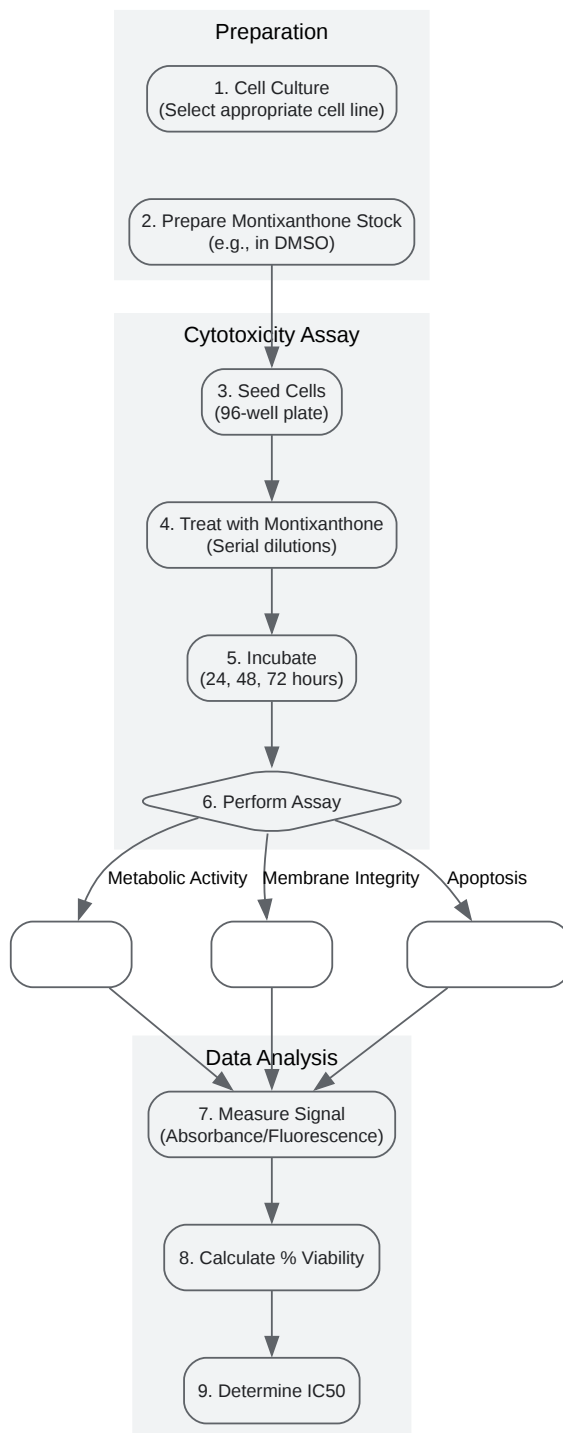 Preparation
1. Cell Culture
(Select appropriate cell line)
2. Prepare Montixanthone Stock
(e.g., in DMSO)
Cytotoxicity Assay
3. Seed Cells
(96-well plate)
4. Treat with Montixanthone
(Serial dilutions)
5. Incubate
(24, 48, 72 hours)
6. Perform Assay
Metabolic Activity
Membrane Integrity
Apoptosis
Data Analysis
7. Measure Signal
(Absorbance/Fluorescence)
8. Calculate % Viability
9. Determine IC50